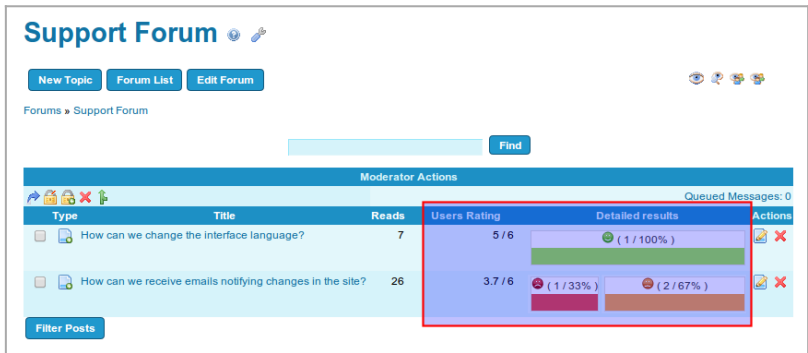 Support Forum
New Topic Forum List Edit Forum
Forums » Support Forum
Find
Moderator Actions
Queued Messages: 0
Type Title Reads Users Rating Detailed results Actions
How can we change the interface language? 7 5 / 6 ( 1 / 100% )
How can we receive emails notifying changes in the site? 26 3.7 / 6 ( 1 / 33% ) ( 2 / 67% )
Filter Posts